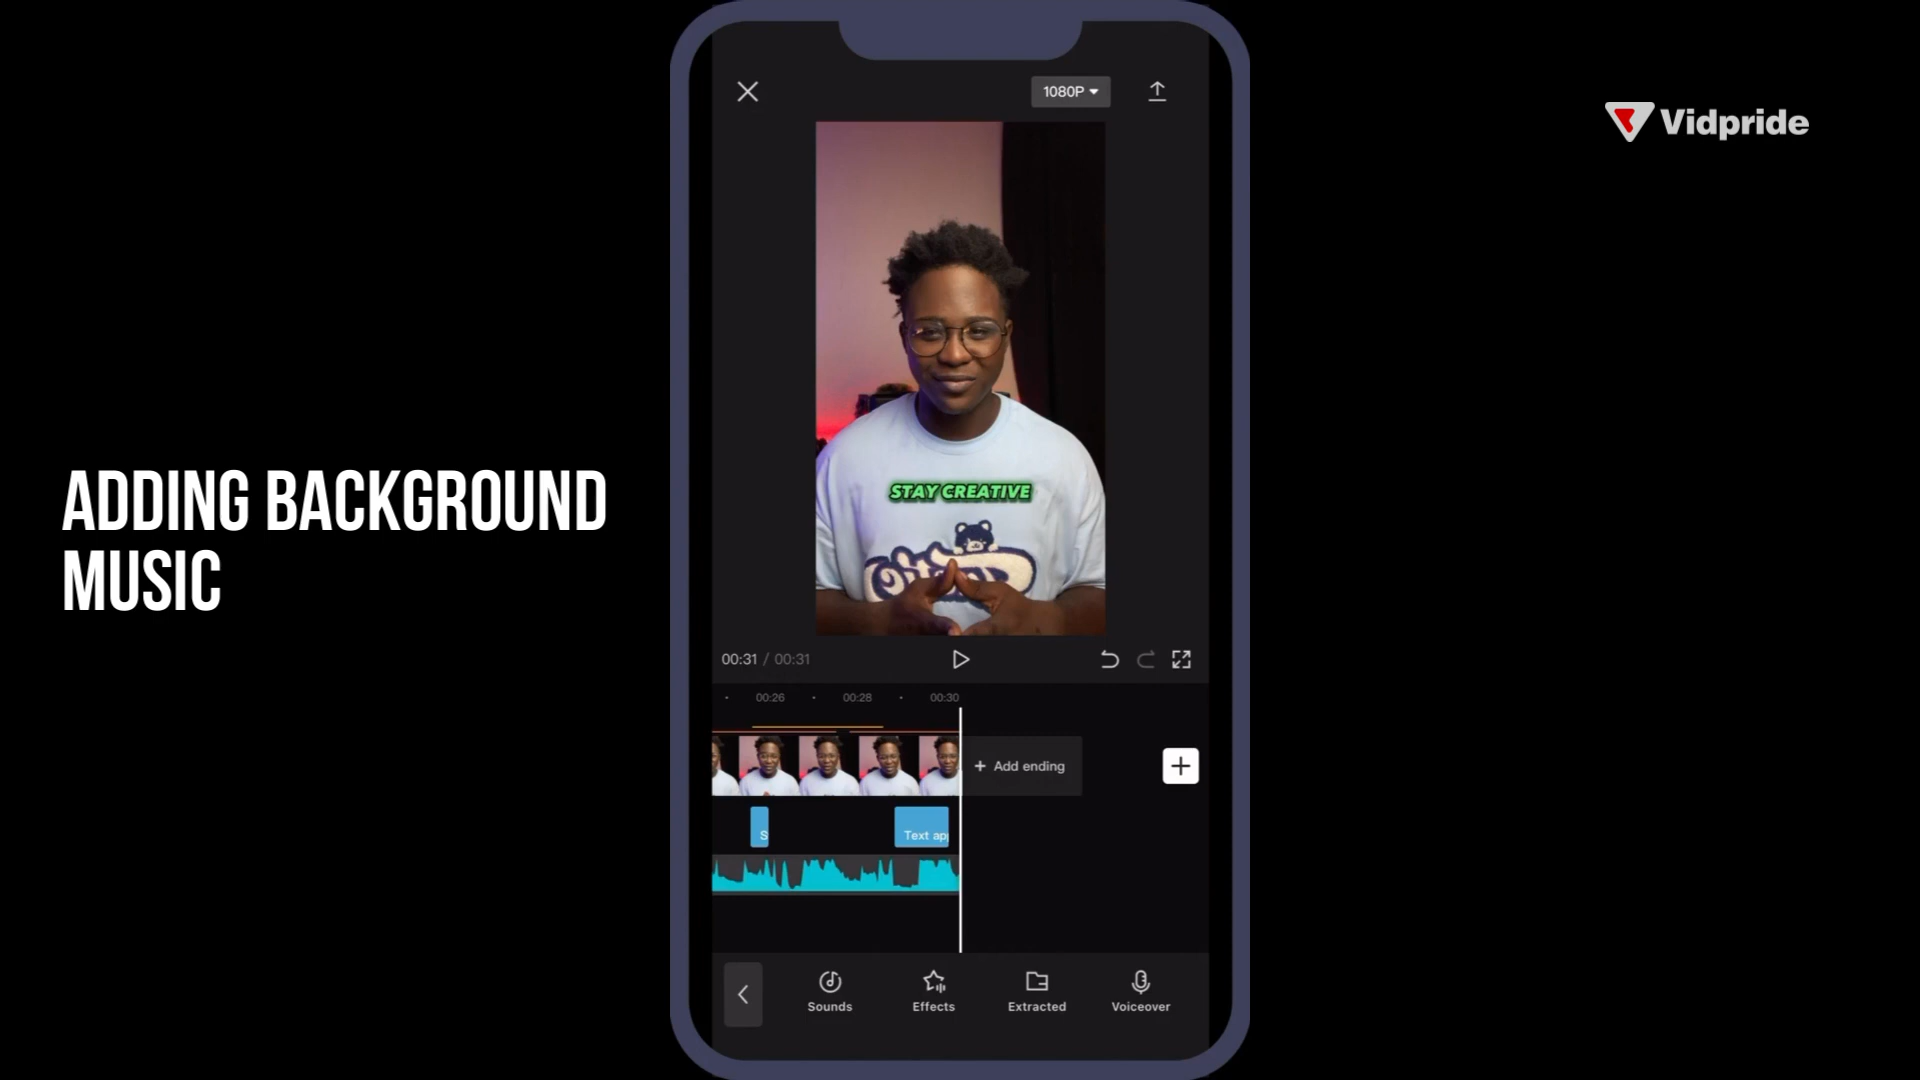 1080P
Vidpride
STAY CREATIVE
ADDING BACKGROUND
MUSIC
00:31 / 00:31
00:26
00:28
00:30
+ Add ending
S
Text ap
Sounds
Effects
Extracted
Voiceover